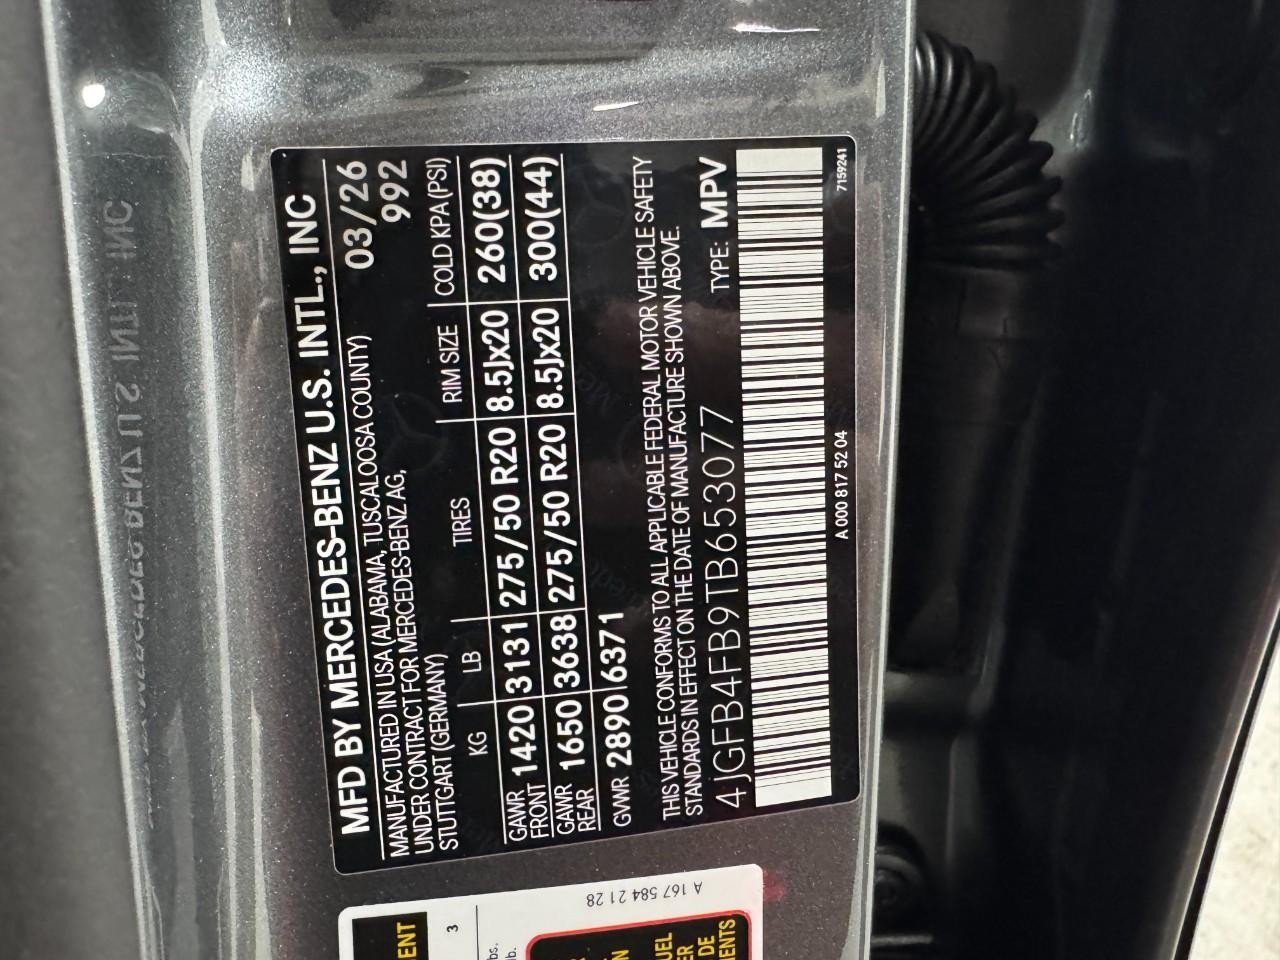 MFD BY MERCEDES-BENZ U.S. INTL., INC
MANUFACTURED IN USA (ALABAMA, TUSCALOOSA COUNTY) 03/26
UNDER CONTRACT FOR MERCEDES-BENZ AG, 992
STUTTGART (GERMANY)
KG LB TIRES RIM SIZE COLD KPA (PSI)
GAWR FRONT 1420 3131 275/50 R20 8.5Jx20 260(38)
GAWR REAR 1650 3638 275/50 R20 8.5Jx20 300(44)
GVWR 2890 6371
THIS VEHICLE CONFORMS TO ALL APPLICABLE FEDERAL MOTOR VEHICLE SAFETY
STANDARDS IN EFFECT ON THE DATE OF MANUFACTURE SHOWN ABOVE.
4JGFB4FB9TB653077 TYPE: MPV
A 000 817 52 04 7159241
A 167 584 21 28
3